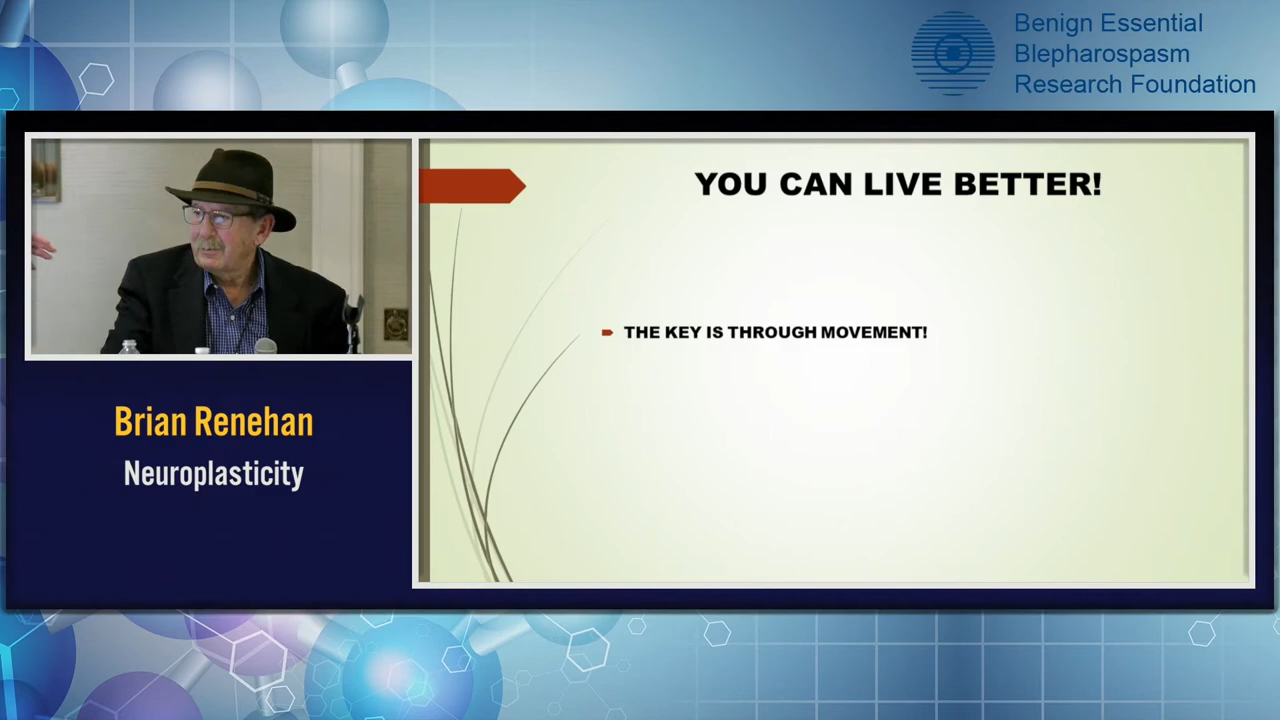 Benign Essential
Blepharospasm
Research Foundation
YOU CAN LIVE BETTER!
THE KEY IS THROUGH MOVEMENT!
Brian Renehan
Neuroplasticity